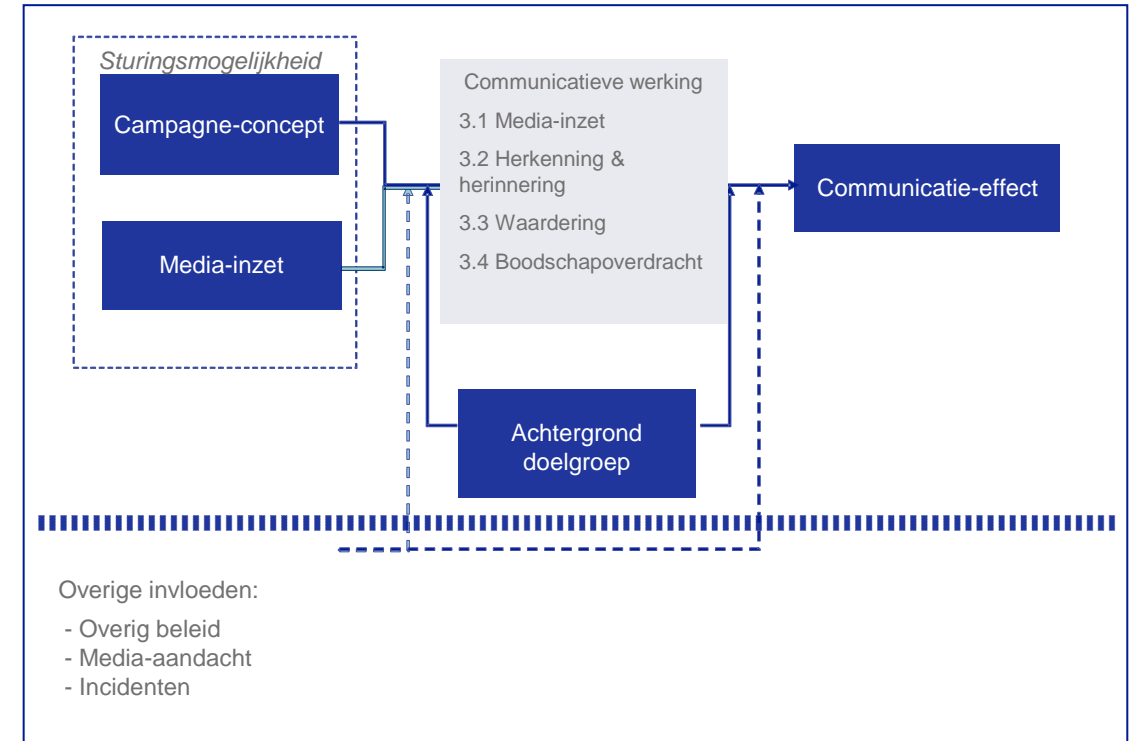 Sturingsmogelijkheid
Campagne-concept
Media-inzet
Communicatieve werking
3.1 Media-inzet
3.2 Herkenning &
herinnering
3.3 Waardering
3.4 Boodschapoverdracht
Communicatie-effect
Achtergrond
doelgroep
Overige invloeden:
- Overig beleid
- Media-aandacht
- Incidenten